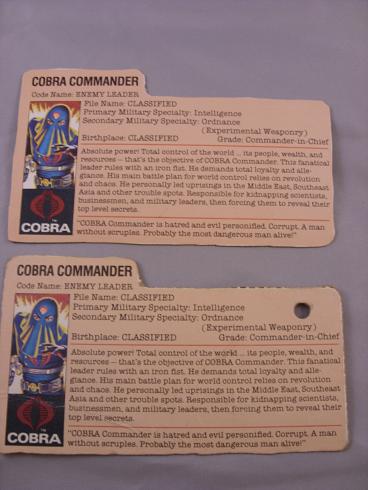 COBRA COMMANDER
Code Name: ENEMY LEADER
File Name: CLASSIFIED
Primary Military Specialty: Intelligence
Secondary Military Specialty: Ordnance
(Experimental Weaponry)
Birthplace: CLASSIFIED Grade: Commander-in-Chief
Absolute power! Total control of the world ... its people, wealth, and
resources — that's the objective of COBRA Commander. This fanatical
leader rules with an iron fist. He demands total loyalty and alle-
giance. His main battle plan for world control relies on revolution
and chaos. He personally led uprisings in the Middle East, Southeast
Asia and other trouble spots. Responsible for kidnapping scientists,
businessmen, and military leaders, then forcing them to reveal their
top level secrets.
"COBRA Commander is hatred and evil personified. Corrupt. A man
without scruples. Probably the most dangerous man alive!"
TM
COBRA
COBRA COMMANDER
Code Name: ENEMY LEADER
File Name: CLASSIFIED
Primary Military Specialty: Intelligence
Secondary Military Specialty: Ordnance
(Experimental Weaponry)
Birthplace: CLASSIFIED Grade: Commander-in-Chief
Absolute power! Total control of the world ... its people, wealth, and
resources — that's the objective of COBRA Commander. This fanatical
leader rules with an iron fist. He demands total loyalty and alle-
giance. His main battle plan for world control relies on revolution
and chaos. He personally led uprisings in the Middle East, Southeast
Asia and other trouble spots. Responsible for kidnapping scientists,
businessmen, and military leaders, then forcing them to reveal their
top level secrets.
"COBRA Commander is hatred and evil personified. Corrupt. A man
without scruples. Probably the most dangerous man alive!"
TM
COBRA